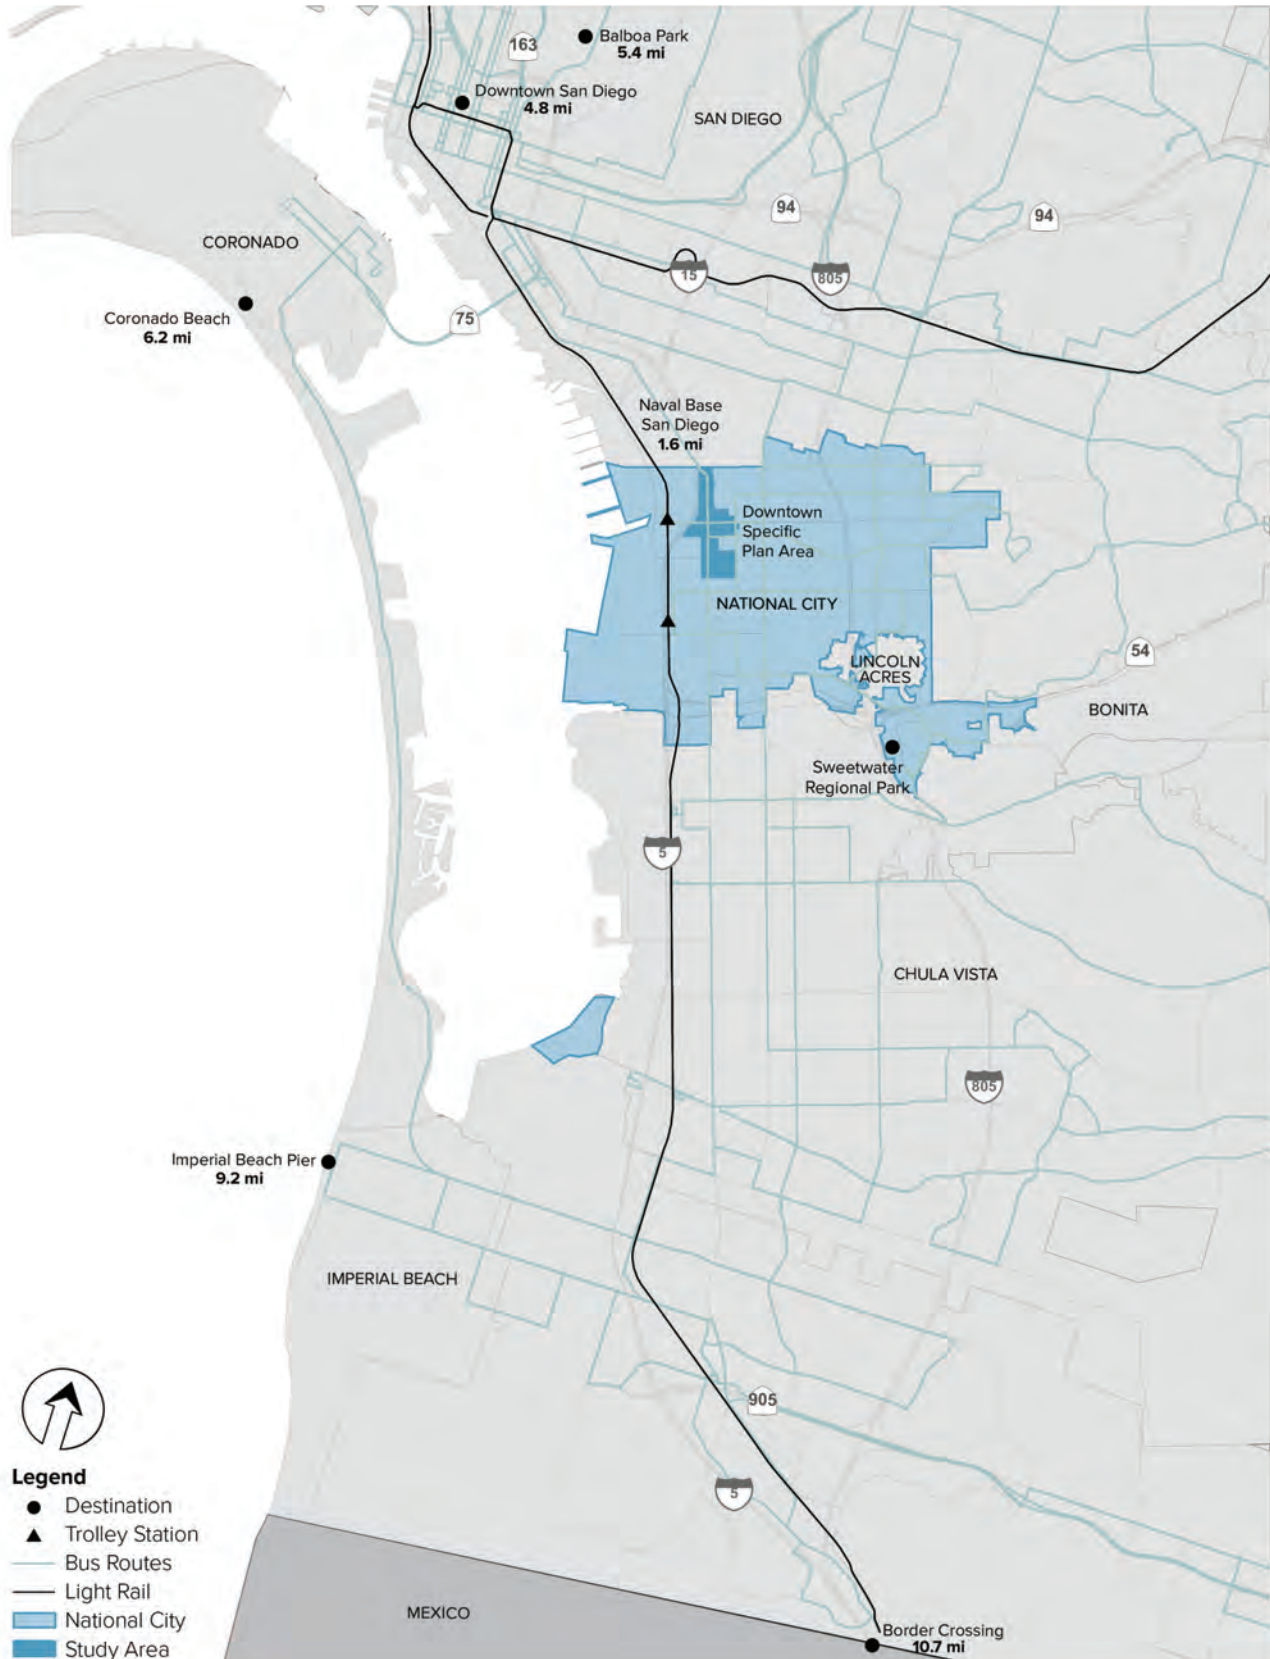 Balboa Park
5.4 mi
163
Downtown San Diego
4.8 mi
SAN DIEGO
94
94
CORONADO
15
805
Coronado Beach
6.2 mi
75
Naval Base
San Diego
1.6 mi
Downtown
Specific
Plan Area
NATIONAL CITY
LINCOLN
ACRES
54
BONITA
Sweetwater
Regional Park
5
CHULA VISTA
805
Imperial Beach Pier
9.2 mi
IMPERIAL BEACH
905
5
Legend
Destination
Trolley Station
Bus Routes
Light Rail
National City
Study Area
MEXICO
Border Crossing
10.7 mi